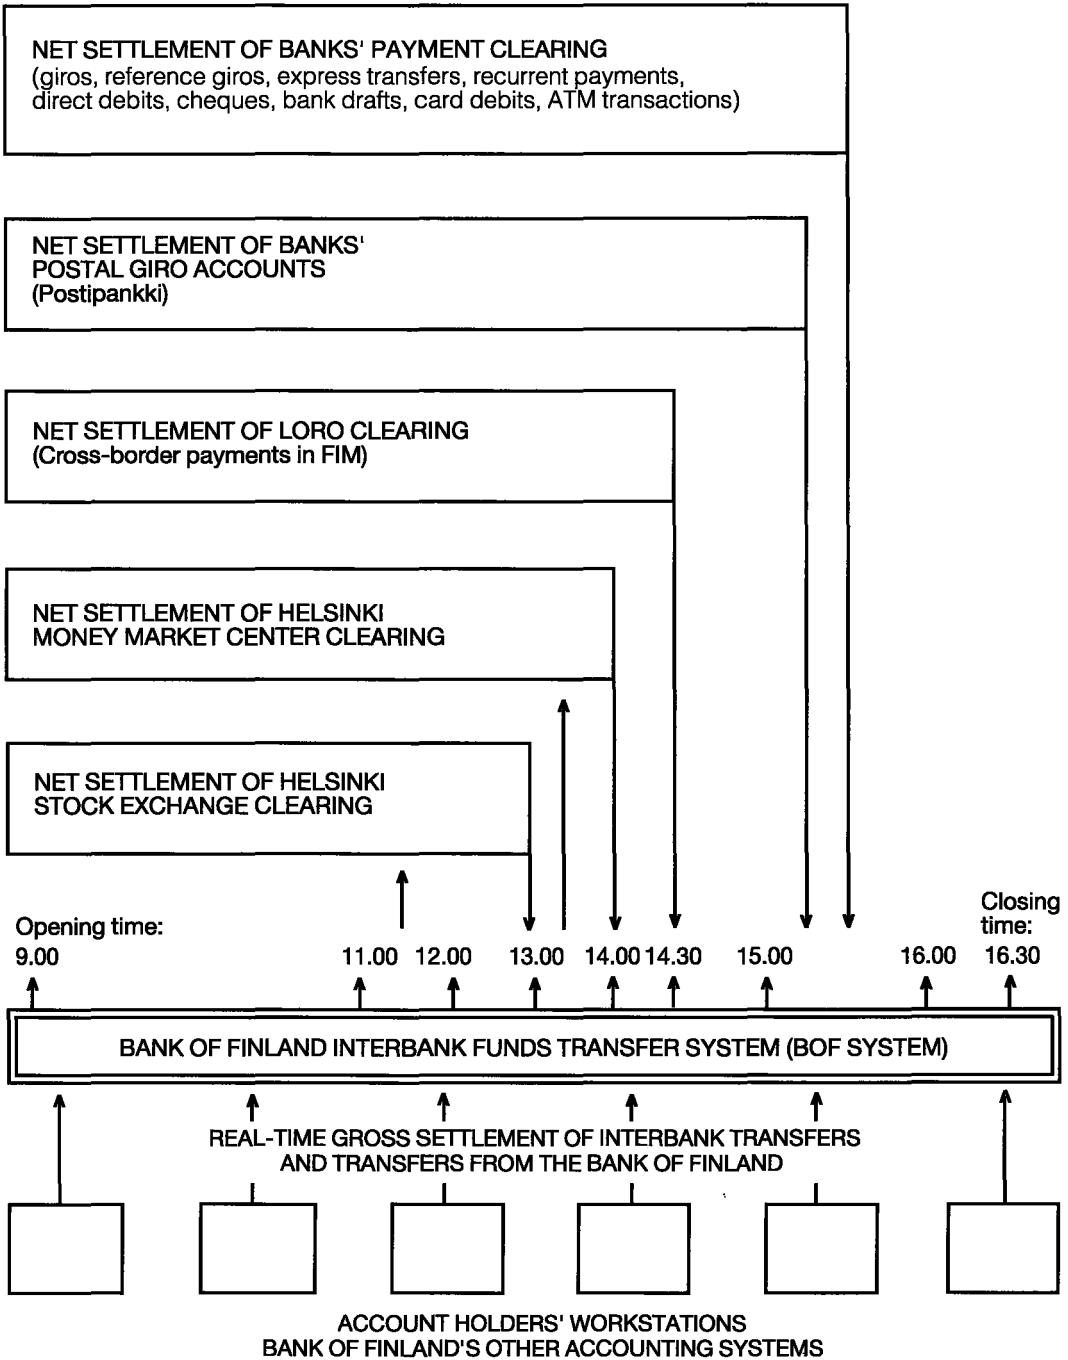 NET SETTLEMENT OF BANKS' PAYMENT CLEARING
(giros, reference giros, express transfers, recurrent payments,
direct debits, cheques, bank drafts, card debits, ATM transactions)
NET SETTLEMENT OF BANKS'
POSTAL GIRO ACCOUNTS
(Postipankki)
NET SETTLEMENT OF LORO CLEARING
(Cross-border payments in FIM)
NET SETTLEMENT OF HELSINKI
MONEY MARKET CENTER CLEARING
NET SETTLEMENT OF HELSINKI
STOCK EXCHANGE CLEARING
Opening time:
9.00
11.00 12.00 13.00 14.00 14.30 15.00 16.00
Closing
time:
16.30
BANK OF FINLAND INTERBANK FUNDS TRANSFER SYSTEM (BOF SYSTEM)
REAL-TIME GROSS SETTLEMENT OF INTERBANK TRANSFERS
AND TRANSFERS FROM THE BANK OF FINLAND
ACCOUNT HOLDERS' WORKSTATIONS
BANK OF FINLAND'S OTHER ACCOUNTING SYSTEMS